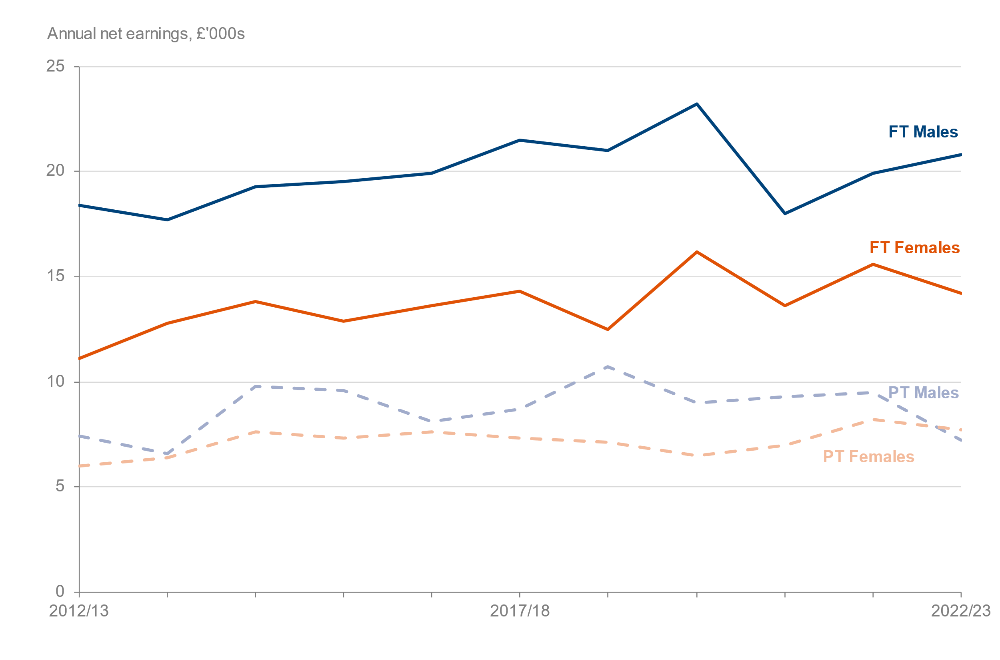 Annual net earnings, £'000s
25
20
15
10
5
0
FT Males
FT Females
PT Males
PT Females
2012/13
2017/18
2022/23